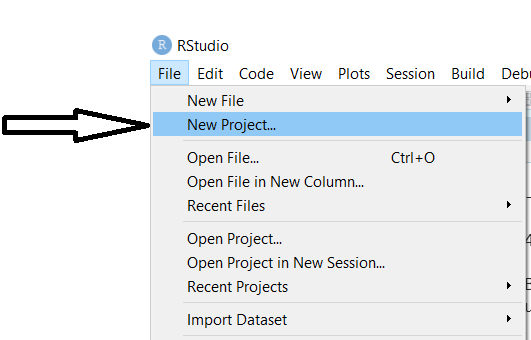 R RStudio
File Edit Code View Plots Session Build Debu
New File
New Project...
Open File... Ctrl+O
Open File in New Column...
Recent Files
Open Project...
Open Project in New Session...
Recent Projects
Import Dataset